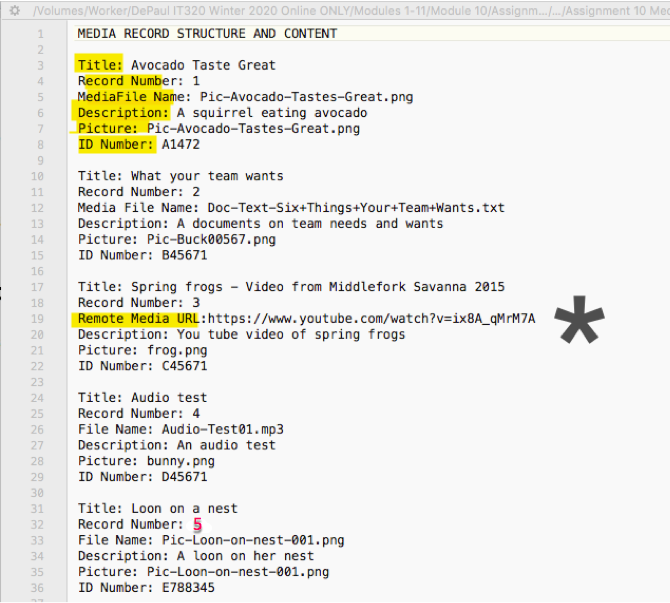 /Volumes/Worker/DePaul IT320 Winter 2020 Online ONLY/Modules 1-11/Module 10/Assignm.../.../Assignment 10 Med
1 MEDIA RECORD STRUCTURE AND CONTENT
2
3 Title: Avocado Taste Great
4 Record Number: 1
5 MediaFile Name: Pic-Avocado-Tastes-Great.png
6 Description: A squirrel eating avocado
7 Picture: Pic-Avocado-Tastes-Great.png
8 ID Number: A1472
9
10 Title: What your team wants
11 Record Number: 2
12 Media File Name: Doc-Text-Six+Things+Your+Team+Wants.txt
13 Description: A documents on team needs and wants
14 Picture: Pic-Buck00567.png
15 ID Number: B45671
16
17 Title: Spring frogs – Video from Middlefork Savanna 2015
18 Record Number: 3
19 Remote Media URL:https://www.youtube.com/watch?v=ix8A_qMrM7A *
20 Description: You tube video of spring frogs
21 Picture: frog.png
22 ID Number: C45671
23
24 Title: Audio test
25 Record Number: 4
26 File Name: Audio-Test01.mp3
27 Description: An audio test
28 Picture: bunny.png
29 ID Number: D45671
30
31 Title: Loon on a nest
32 Record Number: 5
33 File Name: Pic-Loon-on-nest-001.png
34 Description: A loon on her nest
35 Picture: Pic-Loon-on-nest-001.png
36 ID Number: E788345